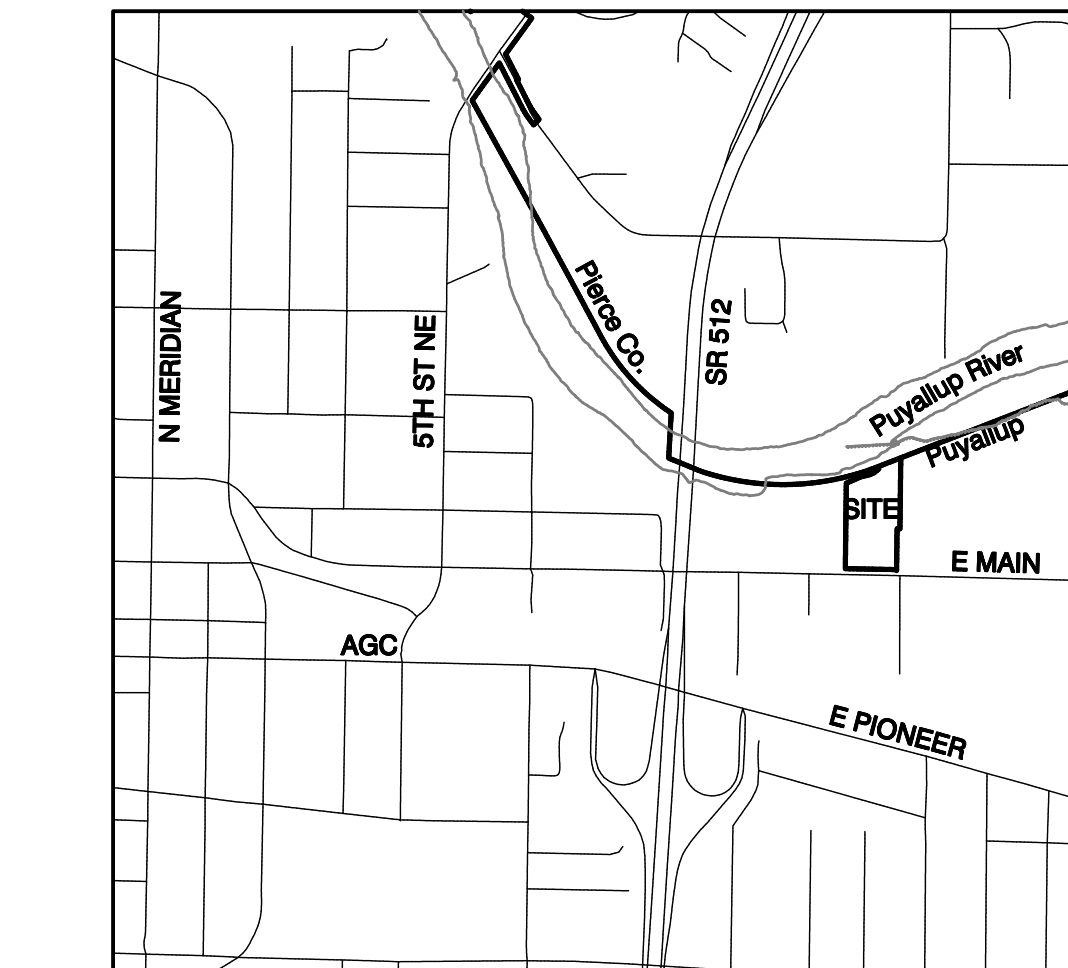 Pierce Co.
N MERIDIAN
5TH ST NE
SR 512
Puyallup River
Puyallup
SITE
E MAIN
AGC
E PIONEER